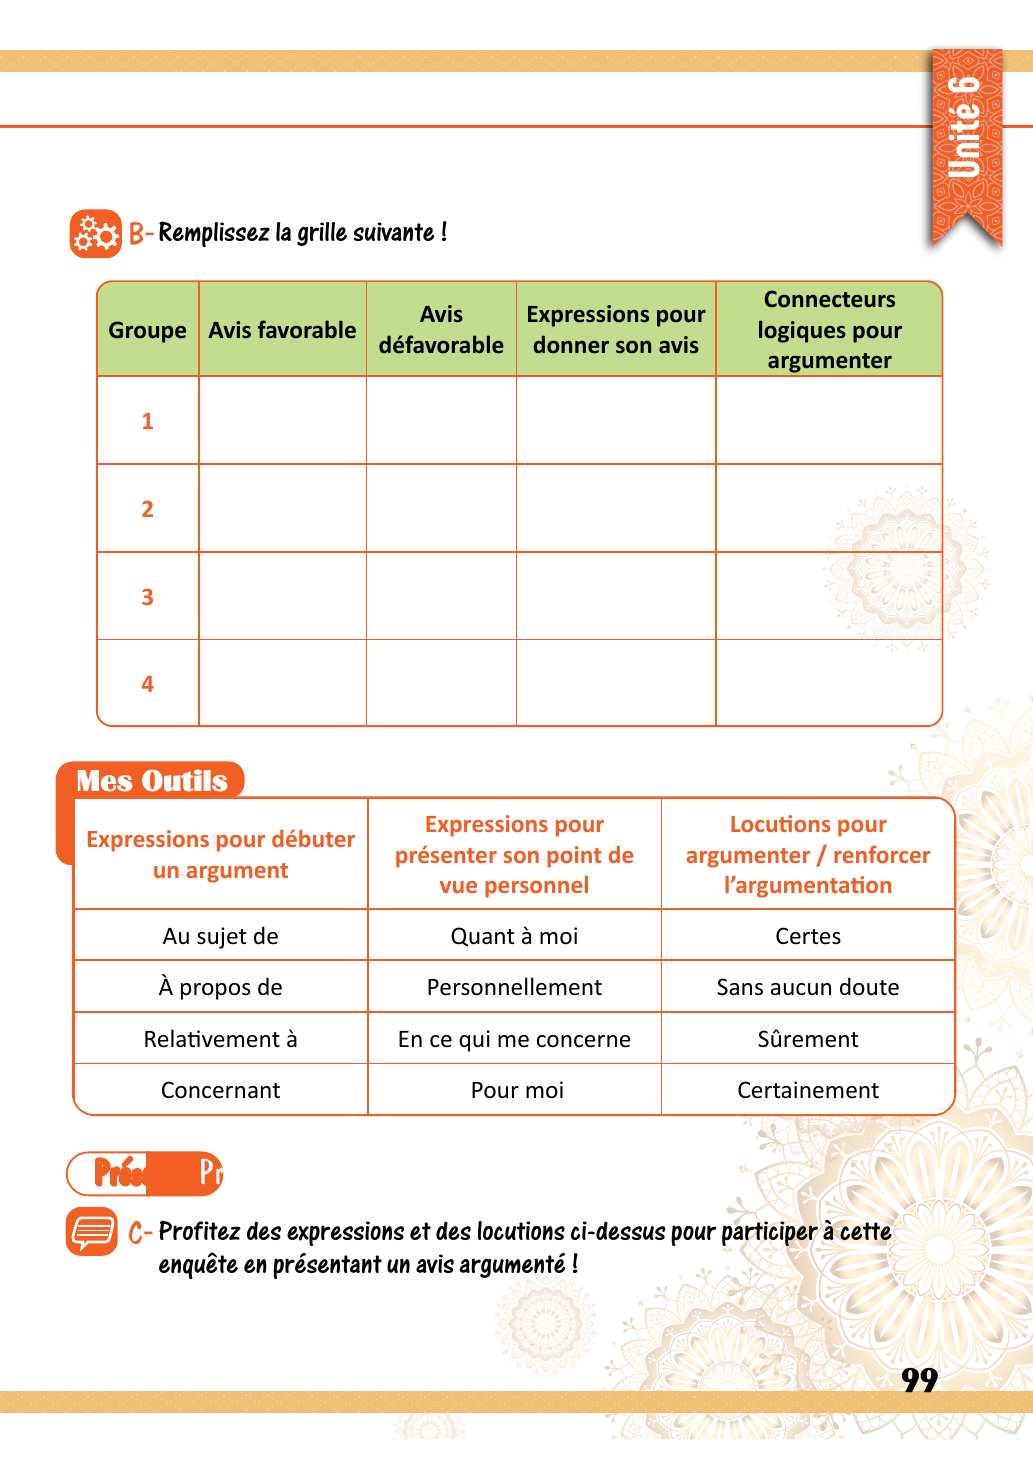 Unité 6
B- Remplissez la grille suivante !
Groupe
Avis favorable
Avis
défavorable
Expressions pour
donner son avis
Connecteurs
logiques pour
argumenter
1
2
3
4
Mes Outils
Expressions pour débuter
un argument
Expressions pour
présenter son point de
vue personnel
Locutions pour
argumenter / renforcer
l'argumentation
Au sujet de
Quant à moi
Certes
À propos de
Personnellement
Sans aucun doute
Relativement à
En ce qui me concerne
Sûrement
Concernant
Pour moi
Certainement
C- Profitez des expressions et des locutions ci-dessus pour participer à cette
enquête en présentant un avis argumenté !
99